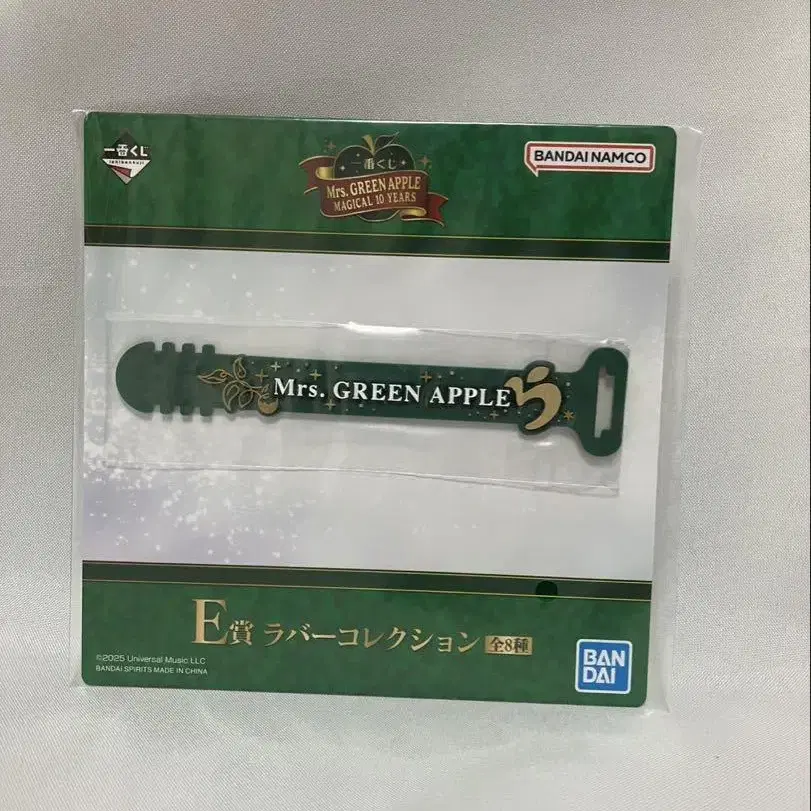 一番くじ
ICHIBANKUJI
一番くじ
Mrs. GREEN APPLE
MAGICAL 10 YEARS
BANDAI NAMCO
Mrs. GREEN APPLE
E賞 ラバーコレクション 全8種
©2025 Universal Music LLC
BANDAI SPIRITS MADE IN CHINA
BAN
DAI